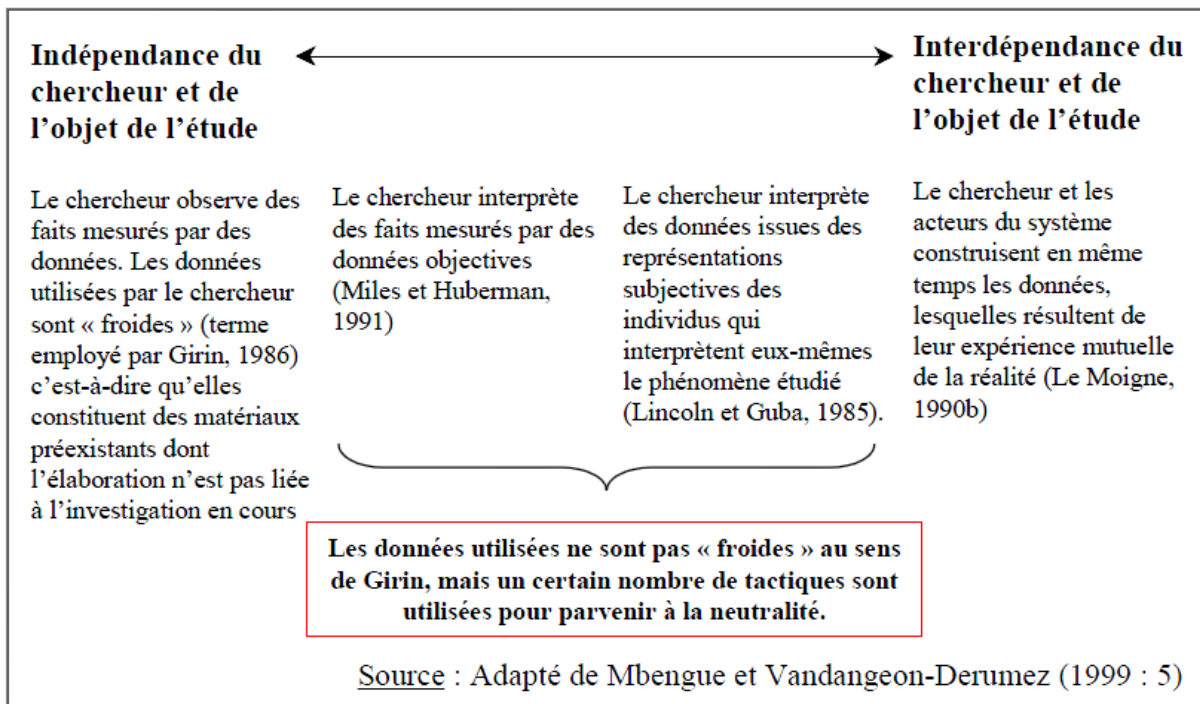 Indépendance du
chercheur et de
l'objet de l'étude
Interdépendance du
chercheur et de
l'objet de l'étude
Le chercheur observe des
faits mesurés par des
données. Les données
utilisées par le chercheur
sont « froides » (terme
employé par Girin, 1986)
c'est-à-dire qu'elles
constituent des matériaux
préexistants dont
l'élaboration n'est pas liée
à l'investigation en cours
Le chercheur interprète
des faits mesurés par des
données objectives
(Miles et Huberman,
1991)
Le chercheur interprète
des données issues des
représentations
subjectives des
individus qui
interprètent eux-mêmes
le phénomène étudié
(Lincoln et Guba, 1985).
Le chercheur et les
acteurs du système
construisent en même
temps les données,
lesquelles résultent de
leur expérience mutuelle
de la réalité (Le Moigne,
1990b)
Les données utilisées ne sont pas « froides » au sens
de Girin, mais un certain nombre de tactiques sont
utilisées pour parvenir à la neutralité.
Source : Adapté de Mbengue et Vandangeon-Derumez (1999 : 5)